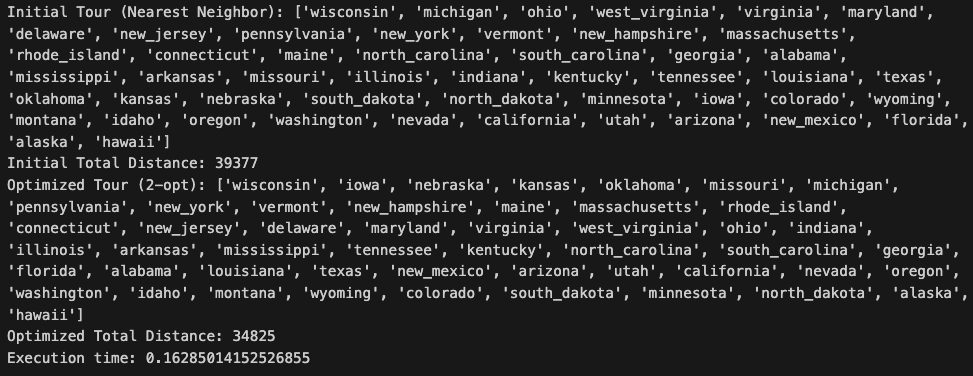 Initial Tour (Nearest Neighbor): ['wisconsin', 'michigan', 'ohio', 'west_virginia', 'virginia', 'maryland',
'delaware', 'new_jersey', 'pennsylvania', 'new_york', 'vermont', 'new_hampshire', 'massachusetts',
'rhode_island', 'connecticut', 'maine', 'north_carolina', 'south_carolina', 'georgia', 'alabama',
'mississippi', 'arkansas', 'missouri', 'illinois', 'indiana', 'kentucky', 'tennessee', 'louisiana', 'texas',
'oklahoma', 'kansas', 'nebraska', 'south_dakota', 'north_dakota', 'minnesota', 'iowa', 'colorado', 'wyoming',
'montana', 'idaho', 'oregon', 'washington', 'nevada', 'california', 'utah', 'arizona', 'new_mexico', 'florida',
'alaska', 'hawaii']
Initial Total Distance: 39377
Optimized Tour (2-opt): ['wisconsin', 'iowa', 'nebraska', 'kansas', 'oklahoma', 'missouri', 'michigan',
'pennsylvania', 'new_york', 'vermont', 'new_hampshire', 'maine', 'massachusetts', 'rhode_island',
'connecticut', 'new_jersey', 'delaware', 'maryland', 'virginia', 'west_virginia', 'ohio', 'indiana',
'illinois', 'arkansas', 'mississippi', 'tennessee', 'kentucky', 'north_carolina', 'south_carolina', 'georgia',
'florida', 'alabama', 'louisiana', 'texas', 'new_mexico', 'arizona', 'utah', 'california', 'nevada', 'oregon',
'washington', 'idaho', 'montana', 'wyoming', 'colorado', 'south_dakota', 'minnesota', 'north_dakota', 'alaska',
'hawaii']
Optimized Total Distance: 34825
Execution time: 0.16285014152526855